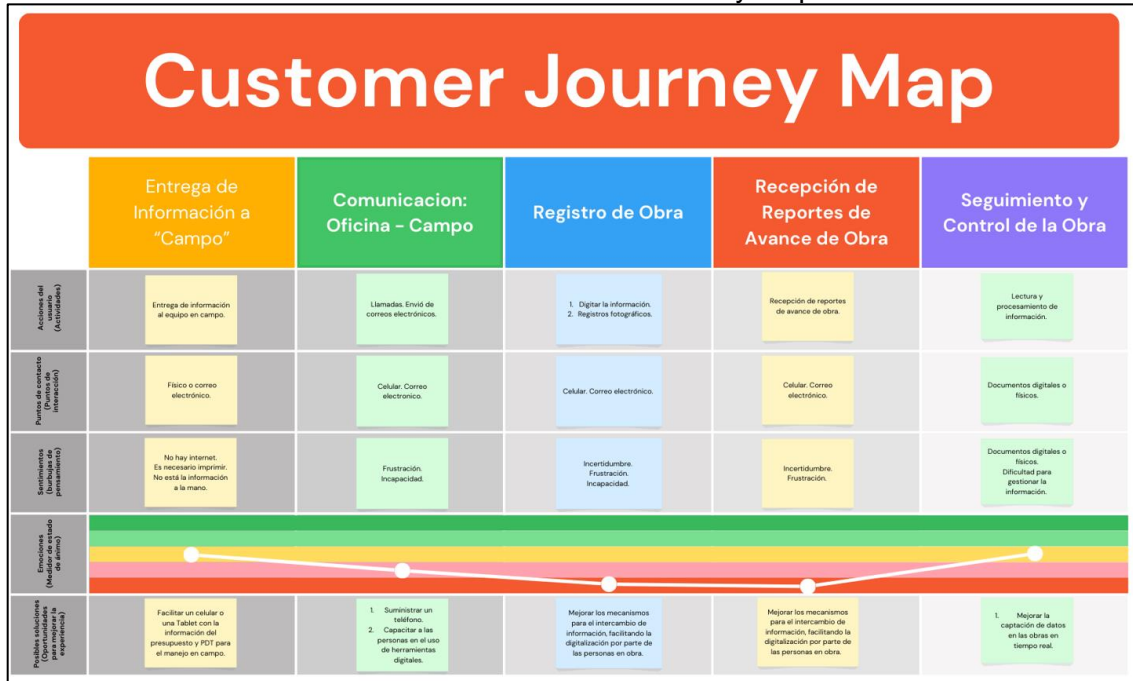 Customer Journey Map
Entrega de
Información a
“Campo”
Comunicacion:
Oficina - Campo
Registro de Obra
Recepción de
Reportes de
Avance de Obra
Seguimiento y
Control de la Obra
Acciones del
usuario
(Actividades)
Entrega de información
al equipo en campo.
Llamadas. Envió de
correos electrónicos.
1. Digitar la información.
2. Registros fotográficos.
Recepción de reportes
de avance de obra.
Lectura y
procesamiento de
información.
Puntos de contacto
(Puntos de
interacción)
Físico o correo
electrónico.
Celular. Correo
electronico.
Celular. Correo electrónico.
Celular. Correo
electrónico.
Documentos digitales o
físicos.
Sentimientos
(burbujas de
pensamiento)
No hay internet.
Es necesario imprimir.
No está la información
a la mano.
Frustración.
Incapacidad.
Incertidumbre.
Frustración.
Incapacidad.
Incertidumbre.
Frustración.
Documentos digitales o
físicos.
Dificultad para
gestionar la
información.
Emociones
(Medidor de estado
de ánimo)
Posibles soluciones
(Oportunidades
para mejorar la
experiencia)
Facilitar un celular o
una Tablet con la
información del
presupuesto y PDT para
el manejo en campo.
1. Suministrar un
teléfono.
2. Capacitar a las
personas en el uso
de herramientas
digitales.
Mejorar los mecanismos
para el intercambio de
información, facilitando la
digitalización por parte de
las personas en obra.
Mejorar los mecanismos
para el intercambio de
información, facilitando la
digitalización por parte de
las personas en obra.
1. Mejorar la
captación de datos
en las obras en
tiempo real.